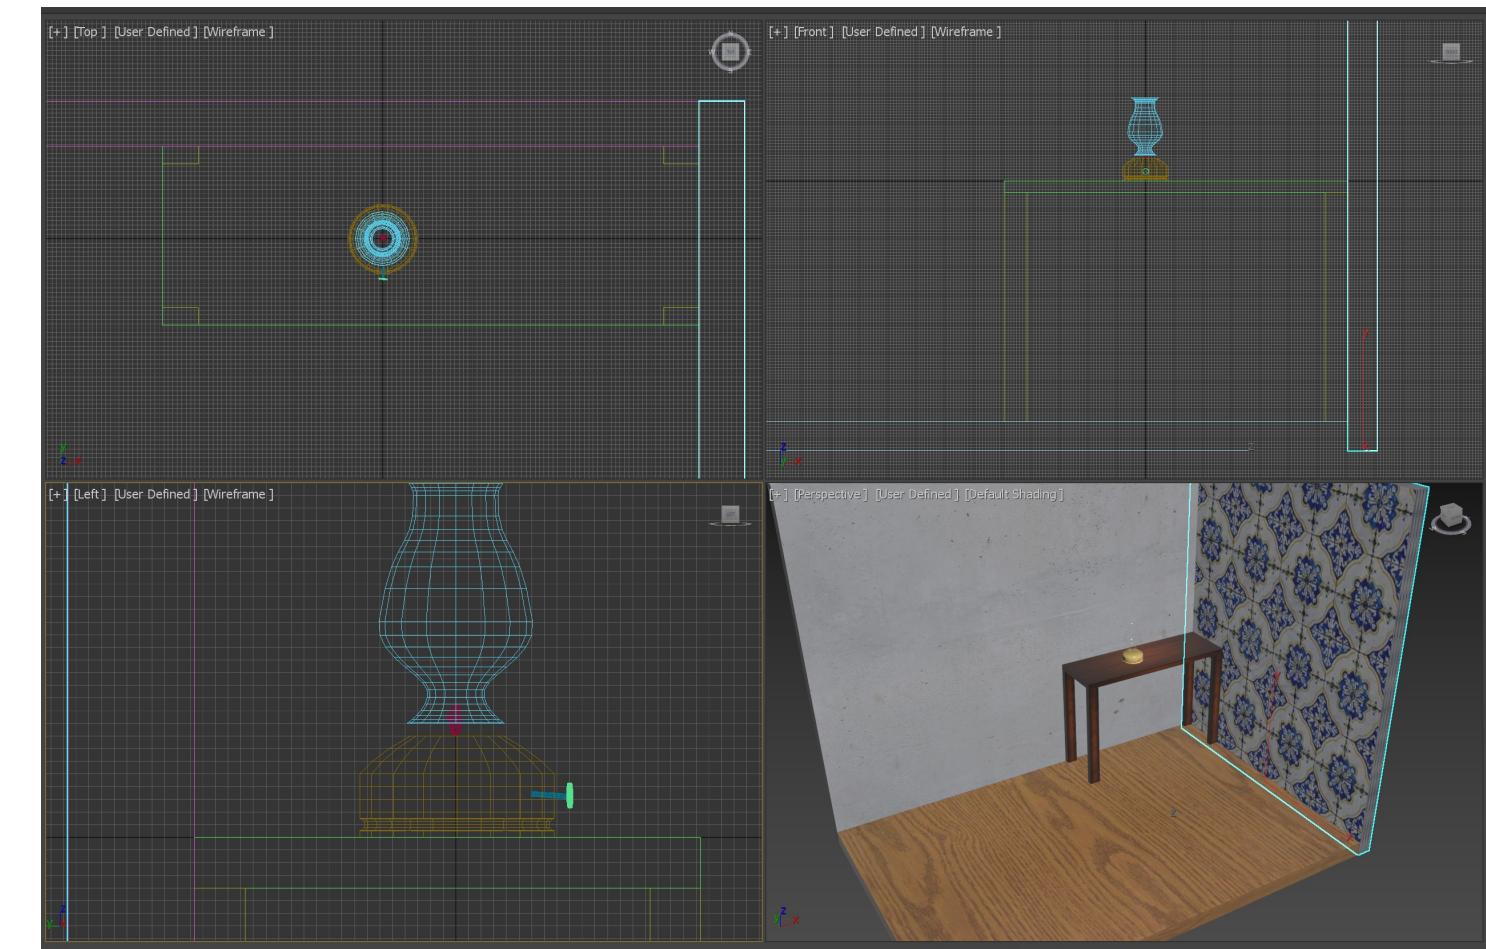 [+] [Top] [User Defined] [Wireframe]
[+] [Front] [User Defined] [Wireframe]
[+] [Left] [User Defined] [Wireframe]
[+] [Perspective] [User Defined] [Default Shading]